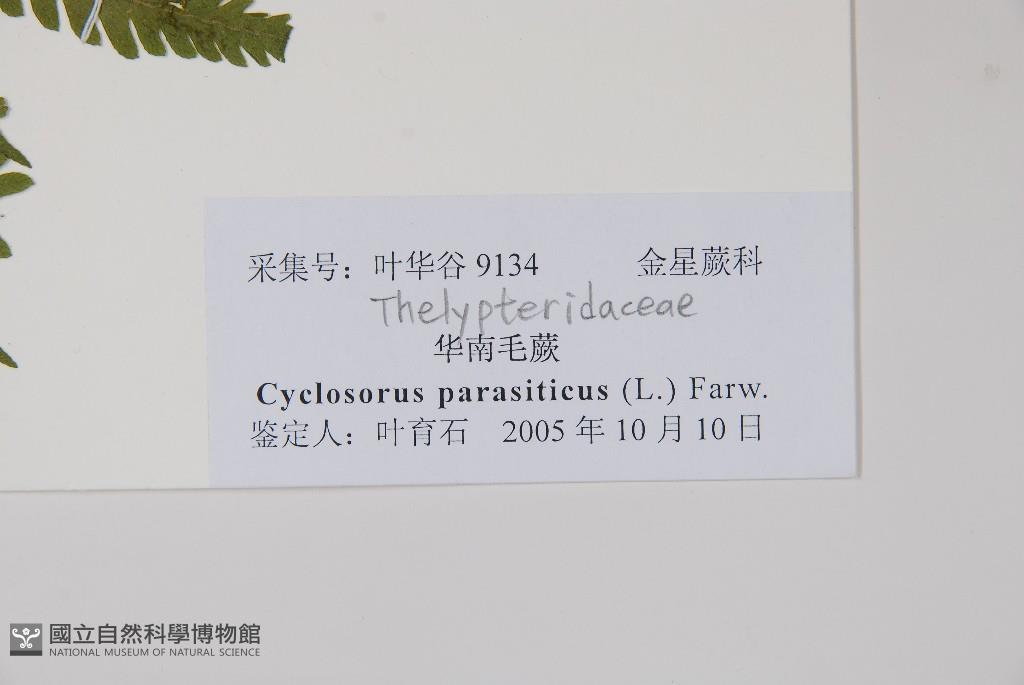 采集号：叶华谷 9134 金星蕨科
Thelypteridaceae
华南毛蕨
Cyclosorus parasiticus (L.) Farw.
鉴定人：叶育石 2005 年 10 月 10 日
國立自然科學博物館
NATIONAL MUSEUM OF NATURAL SCIENCE